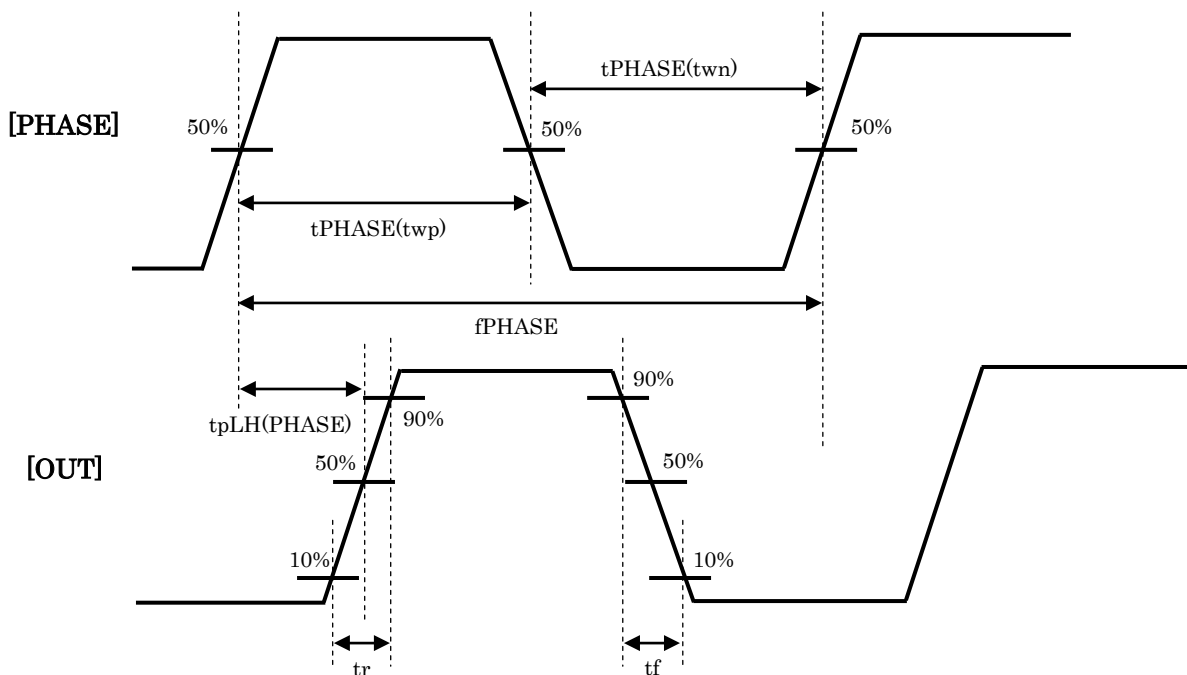 tPHASE(twn)
[PHASE]
50%
50%
50%
tPHASE(twp)
fPHASE
90%
tpLH(PHASE)
90%
[OUT]
50%
50%
10%
10%
tr
tf